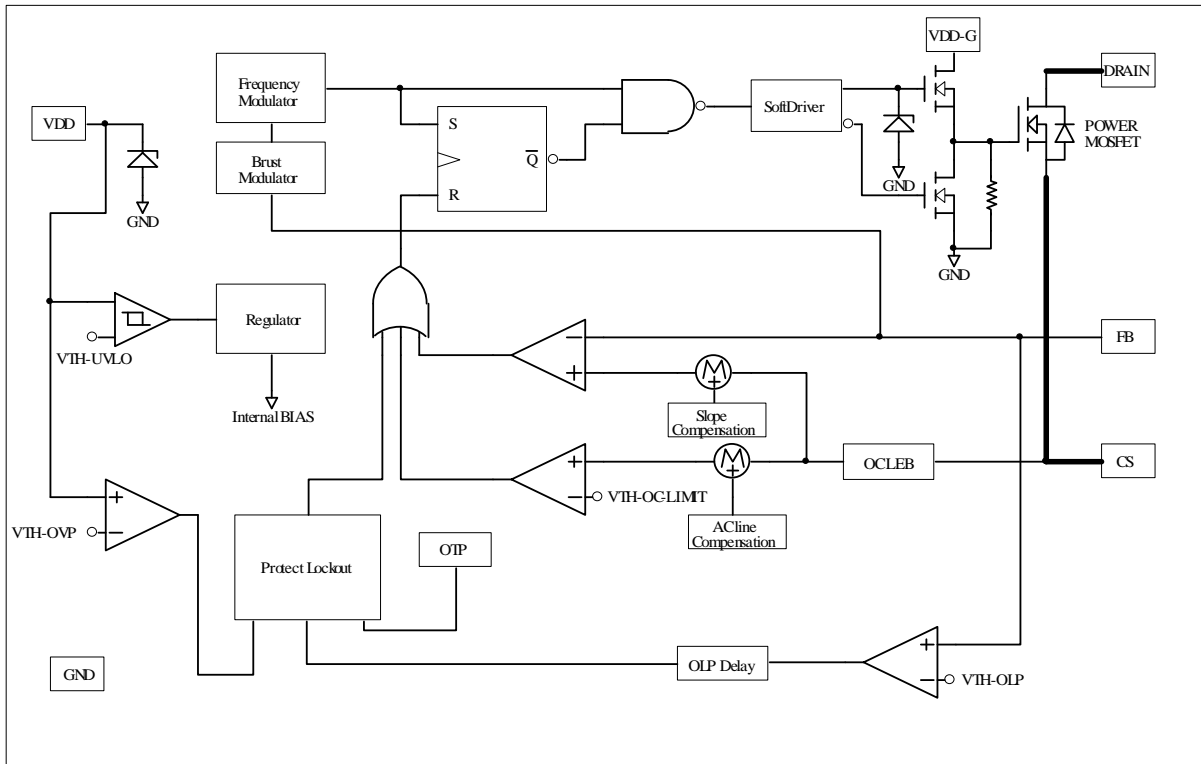 VDD-G
DRAIN
Frequency
Modulator
SoftDriver
VDD
S
Q
POWER
MOSFET
Brust
Modulator
R
GND
GND
GND
Regulator
VTH-UVLO
FB
Internal BIAS
Slope
Compensation
OCLEB
CS
VTH-OC-LIMIT
VTH-OVP
ACline
Compensation
OTP
Protect Lockout
GND
OLP Delay
VTH-OLP